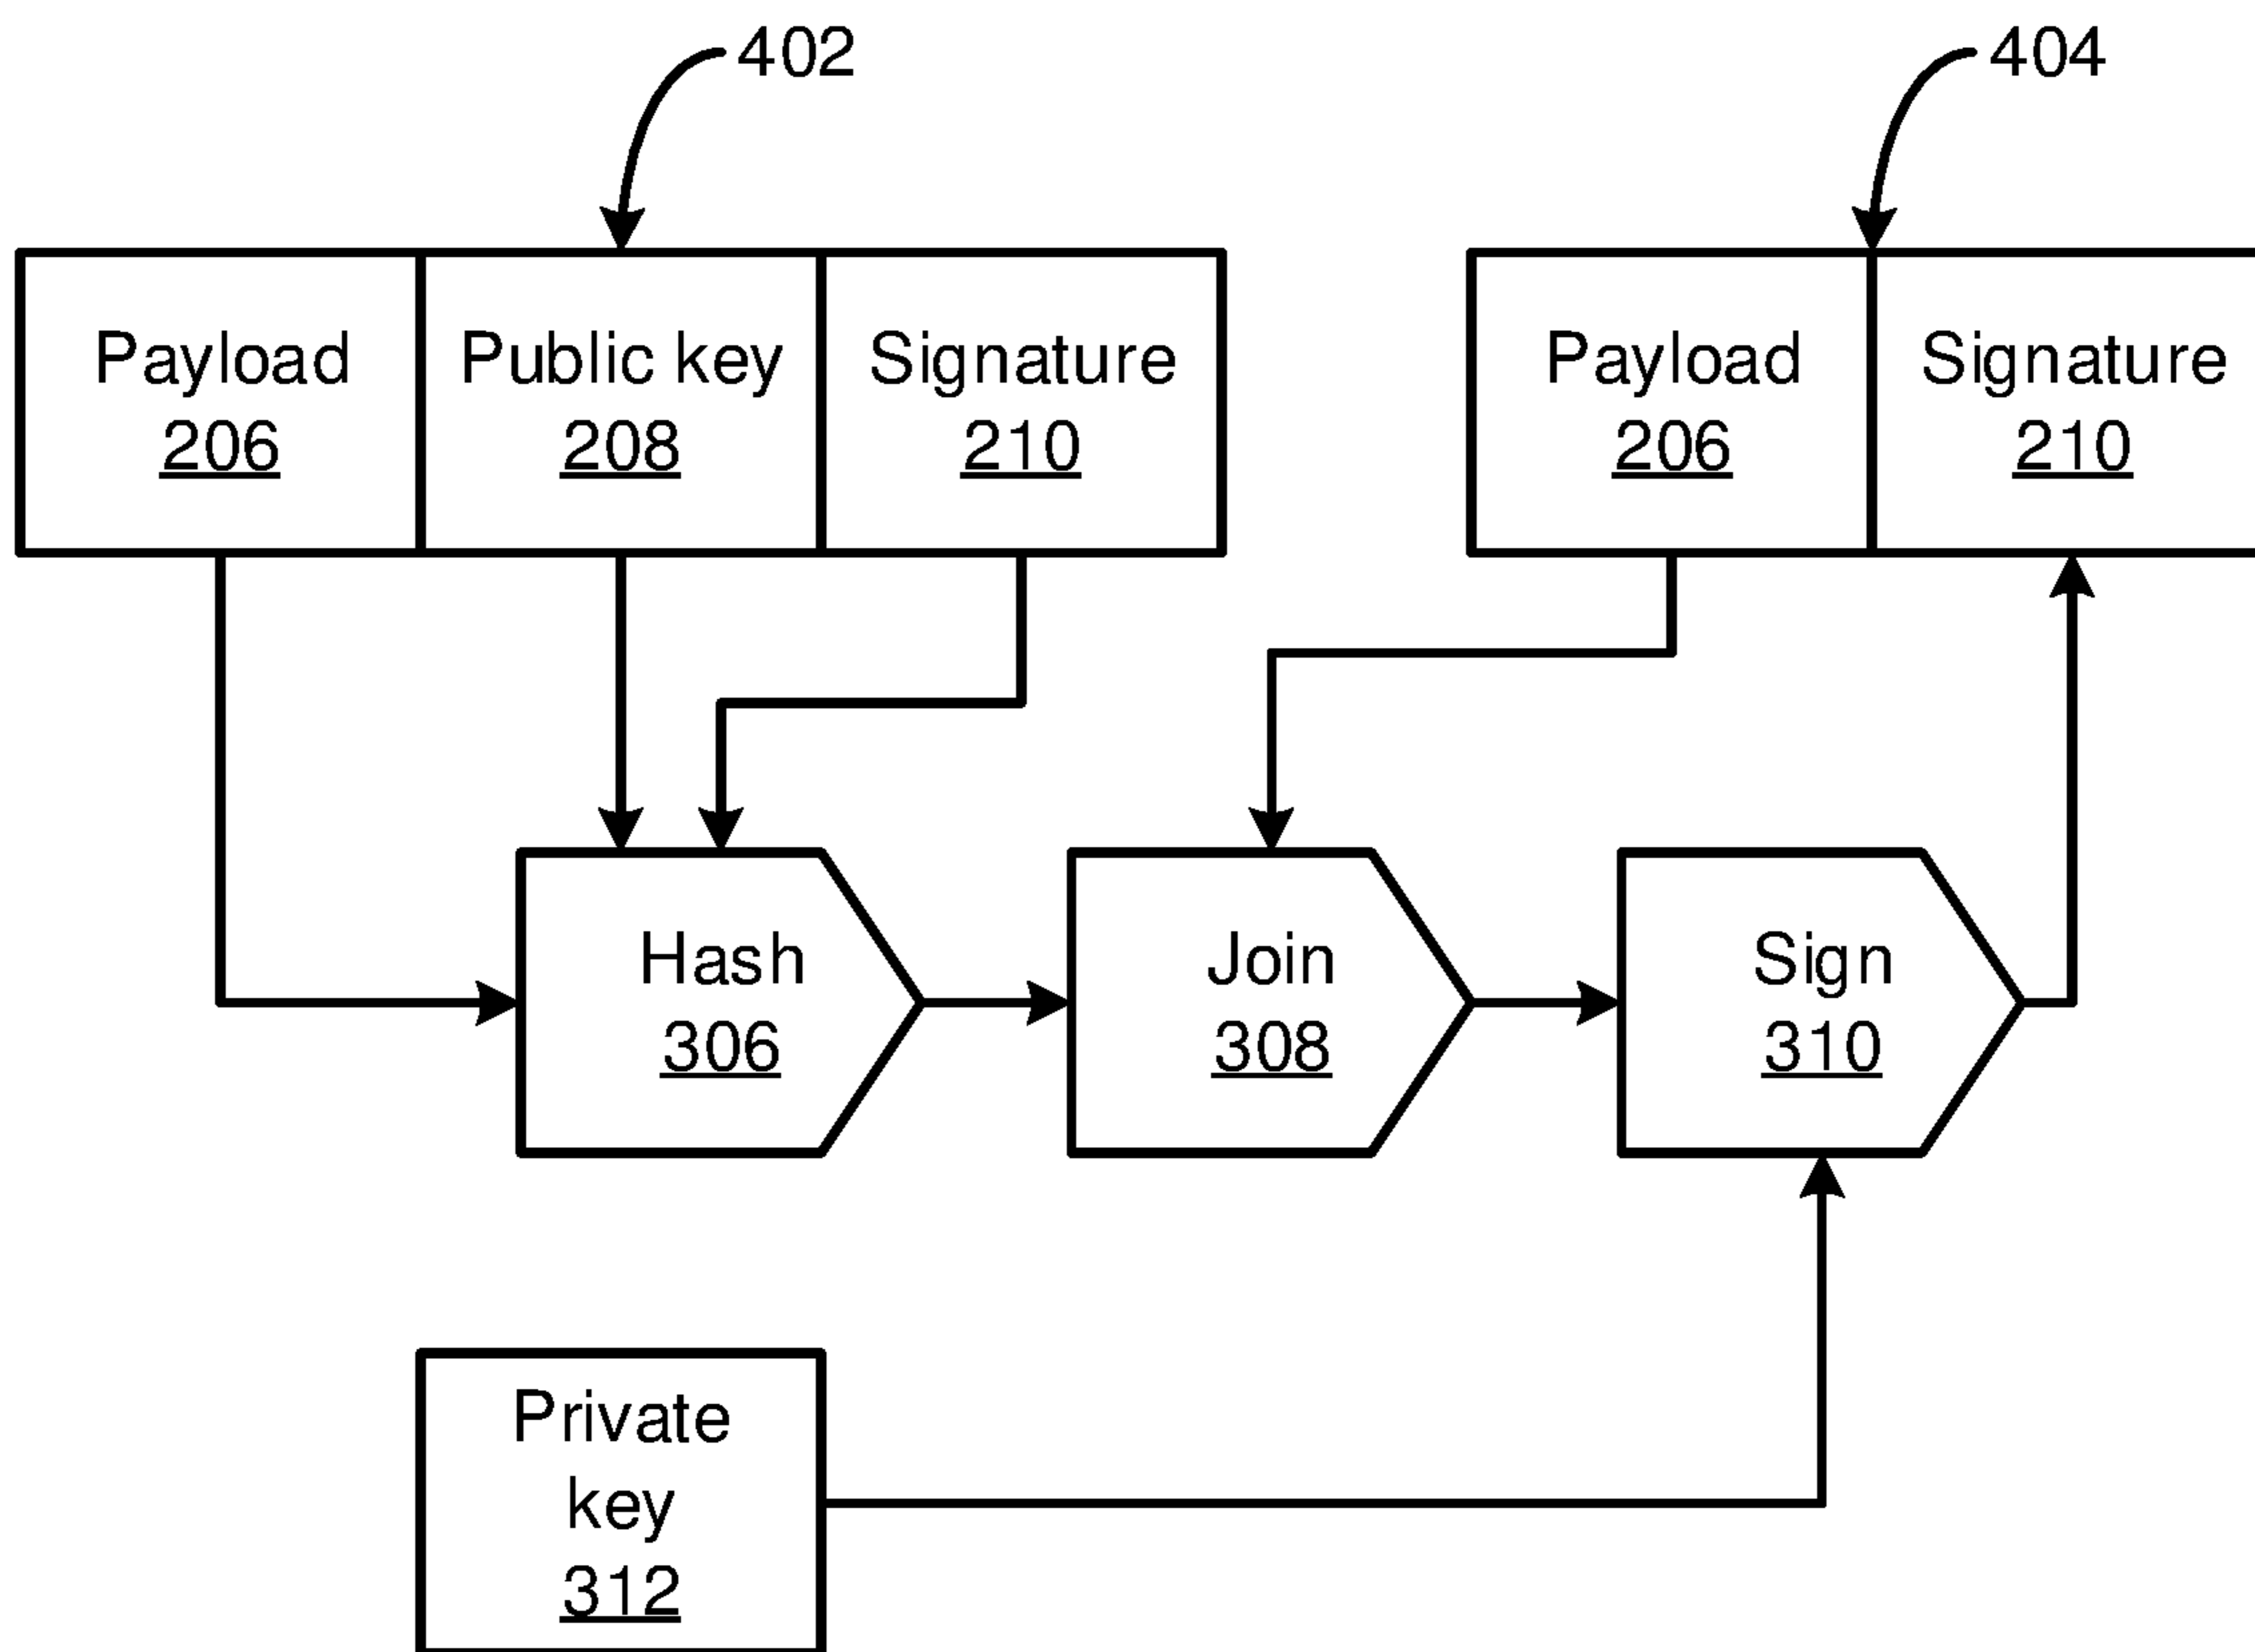 402
404
Payload
206
Public key
208
Signature
210
Payload
206
Signature
210
Hash
306
Join
308
Sign
310
Private
key
312